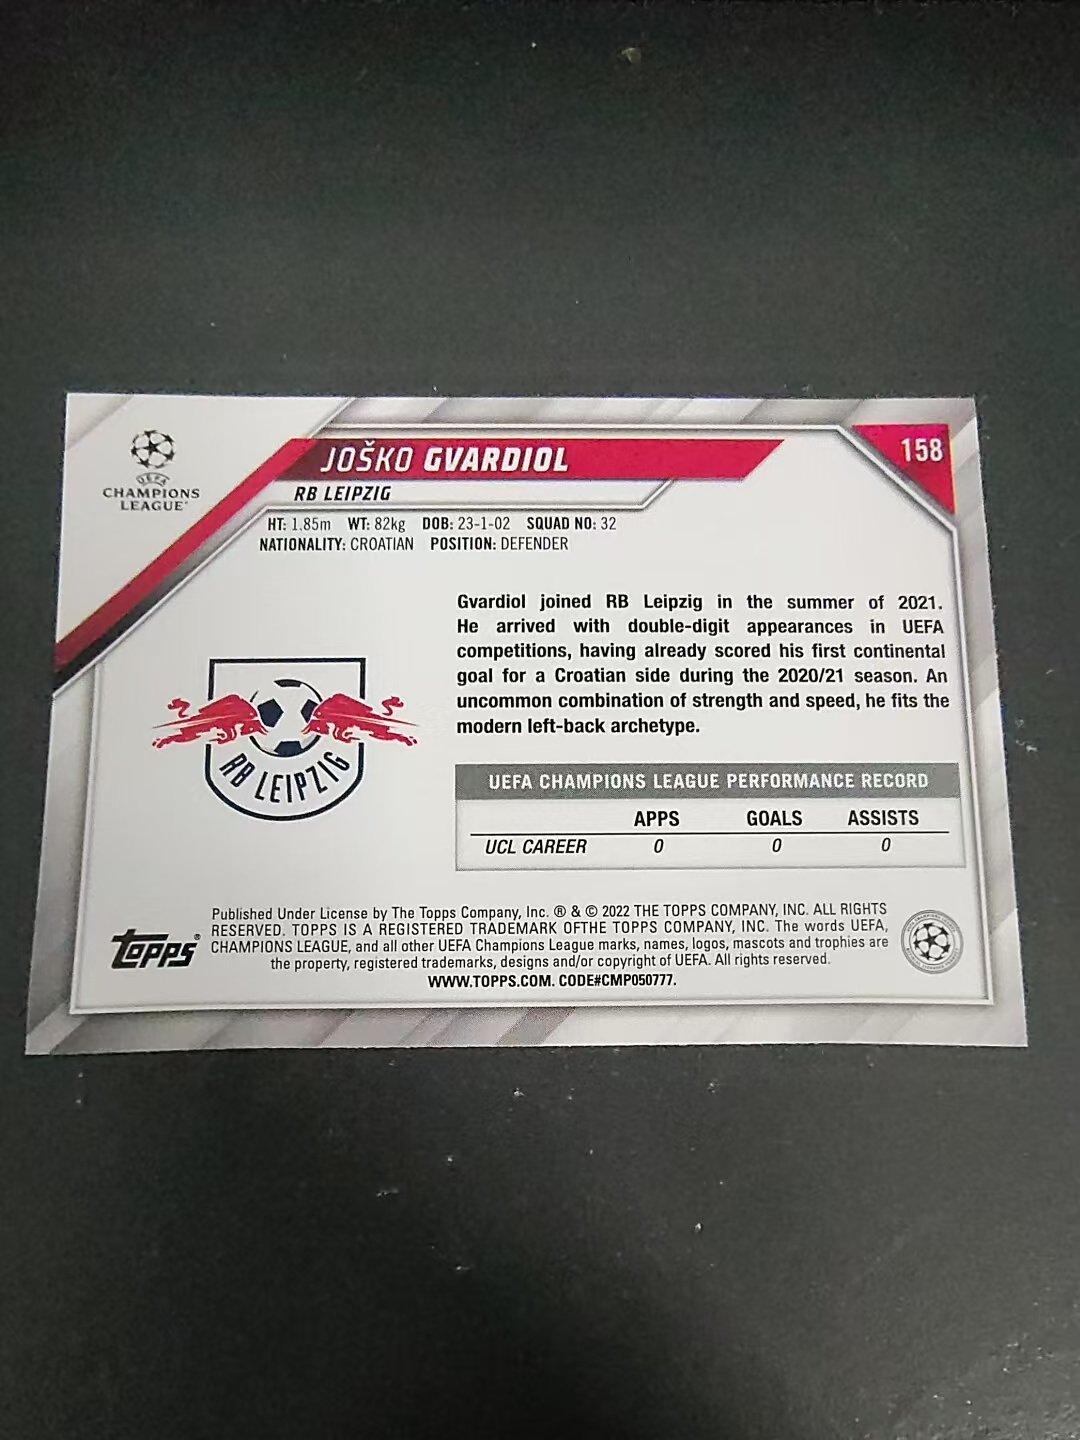 JOŠKO GVARDIOL
158
UEFA
CHAMPIONS
LEAGUE
RB LEIPZIG
HT: 1.85m WT: 82kg DOB: 23-1-02 SQUAD NO: 32
NATIONALITY: CROATIAN POSITION: DEFENDER
Gvardiol joined RB Leipzig in the summer of 2021.
He arrived with double-digit appearances in UEFA
competitions, having already scored his first continental
goal for a Croatian side during the 2020/21 season. An
uncommon combination of strength and speed, he fits the
modern left-back archetype.
RB LEIPZIG
UEFA CHAMPIONS LEAGUE PERFORMANCE RECORD
APPS GOALS ASSISTS
UCL CAREER 0 0 0
Published Under License by The Topps Company, Inc. ® & © 2022 THE TOPPS COMPANY, INC. ALL RIGHTS
RESERVED. TOPPS IS A REGISTERED TRADEMARK OFTHE TOPPS COMPANY, INC. The words UEFA,
CHAMPIONS LEAGUE, and all other UEFA Champions League marks, names, logos, mascots and trophies are
the property, registered trademarks, designs and/or copyright of UEFA. All rights reserved.
WWW.TOPPS.COM. CODE#CMP050777.
TOPPS®